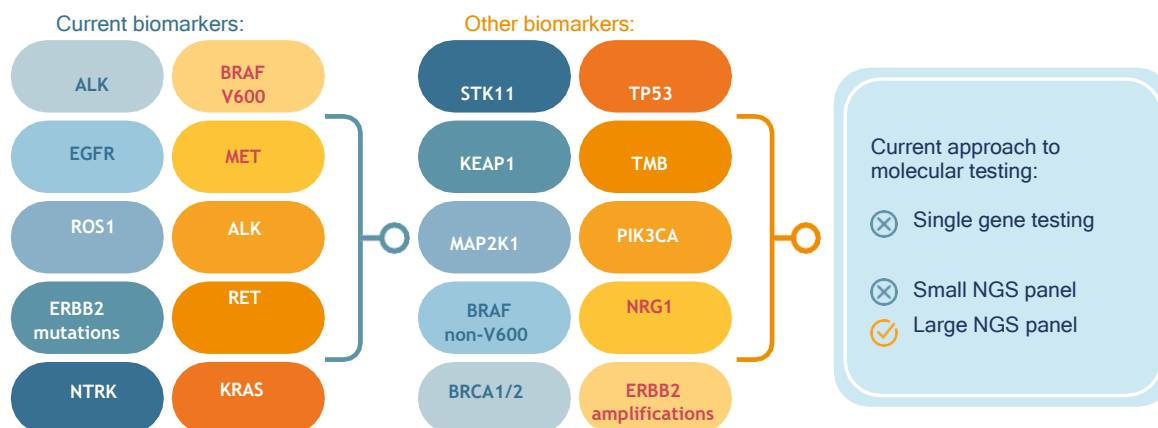 Current biomarkers:
ALK
BRAF
V600
EGFR
MET
ROS1
ALK
ERBB2
mutations
RET
NTRK
KRAS
Other biomarkers:
STK11
TP53
KEAP1
TMB
MAP2K1
PIK3CA
BRAF
non-V600
NRG1
BRCA1/2
ERBB2
amplifications
Current approach to
molecular testing:
Single gene testing
Small NGS panel
Large NGS panel